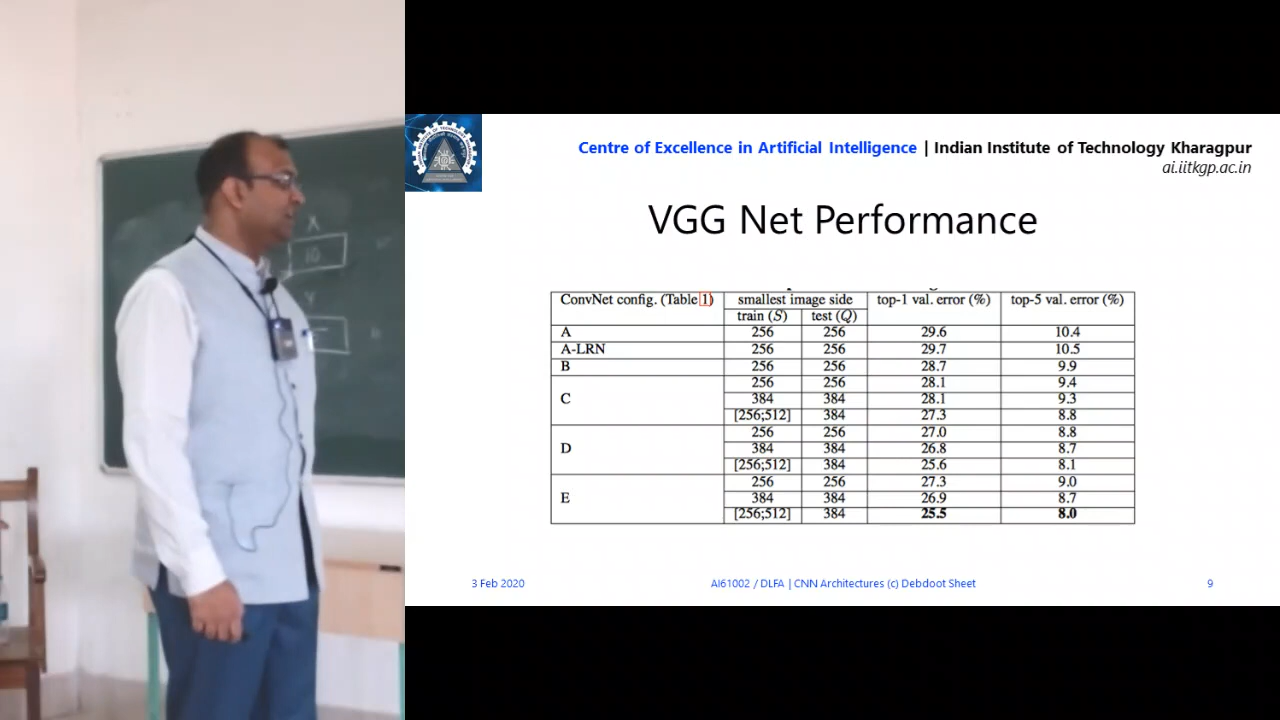 Centre of Excellence in Artificial Intelligence | Indian Institute of Technology Kharagpur
ai.iitkgp.ac.in
VGG Net Performance
ConvNet config. (Table 1) smallest image side top-1 val. error (%) top-5 val. error (%)
train (S) test (Q)
A 256 256 29.6 10.4
A-LRN 256 256 29.7 10.5
B 256 256 28.7 9.9
C 256 256 28.1 9.4
384 384 28.1 9.3
[256;512] 384 27.3 8.8
D 256 256 27.0 8.8
384 384 26.8 8.7
[256;512] 384 25.6 8.1
E 256 256 27.3 9.0
384 384 26.9 8.7
[256;512] 384 25.5 8.0
3 Feb 2020 AI61002 / DLFA | CNN Architectures (c) Debdoot Sheet 9
X
10
Y